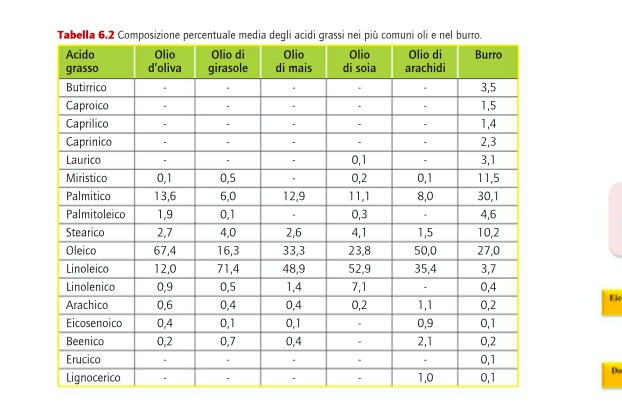 Tabella 6.2 Composizione percentuale media degli acidi grassi nei più comuni oli e nel burro.
Acido grasso Olio d'oliva Olio di girasole Olio di mais Olio di soia Olio di arachidi Burro
Butirrico - - - - - 3,5
Caproico - - - - - 1,5
Caprilico - - - - - 1,4
Caprinico - - - - - 2,3
Laurico - - - 0,1 - 3,1
Miristico 0,1 0,5 - 0,2 0,1 11,5
Palmitico 13,6 6,0 12,9 11,1 8,0 30,1
Palmitoleico 1,9 0,1 - 0,3 - 4,6
Stearico 2,7 4,0 2,6 4,1 1,5 10,2
Oleico 67,4 16,3 33,3 23,8 50,0 27,0
Linoleico 12,0 71,4 48,9 52,9 35,4 3,7
Linolenico 0,9 0,5 1,4 7,1 - 0,4
Arachico 0,6 0,4 0,4 0,2 1,1 0,2
Eicosenoico 0,4 0,1 0,1 - 0,9 0,1
Beenico 0,2 0,7 0,4 - 2,1 0,2
Erucico - - - - - 0,1
Lignocerico - - - - 1,0 0,1